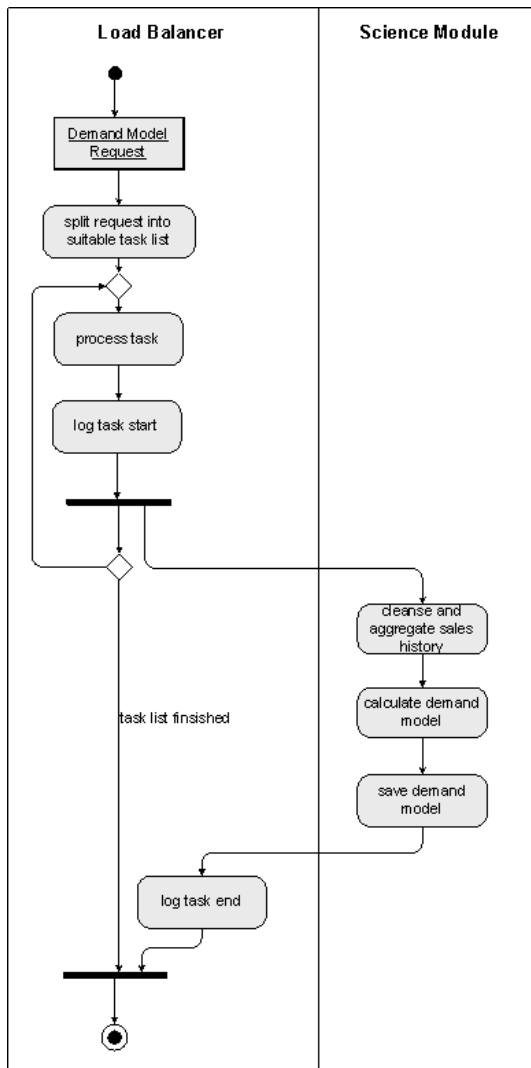 Load Balancer
Science Module
Demand Model
Request
split request into
suitable task list
process task
log task start
cleanse and
aggregate sales
history
calculate demand
model
task list finsished
save demand
model
log task end